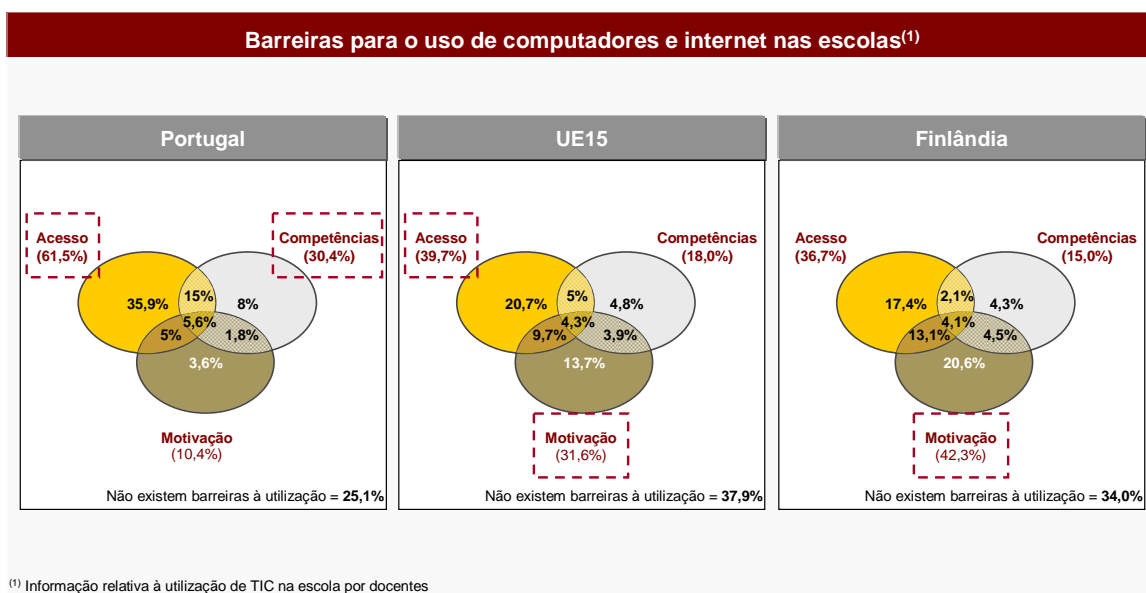 Barreiras para o uso de computadores e internet nas escolas(1)
Portugal
Acesso
(61,5%)
Competências
(30,4%)
35,9%
15%
8%
5,6%
5%
1,8%
3,6%
Motivação
(10,4%)
Não existem barreiras à utilização = 25,1%
UE15
Acesso
(39,7%)
Competências
(18,0%)
20,7%
5%
4,8%
4,3%
9,7%
3,9%
13,7%
Motivação
(31,6%)
Não existem barreiras à utilização = 37,9%
Finlândia
Acesso
(36,7%)
Competências
(15,0%)
17,4%
2,1%
4,3%
4,1%
13,1%
4,5%
20,6%
Motivação
(42,3%)
Não existem barreiras à utilização = 34,0%
(1) Informação relativa à utilização de TIC na escola por docentes